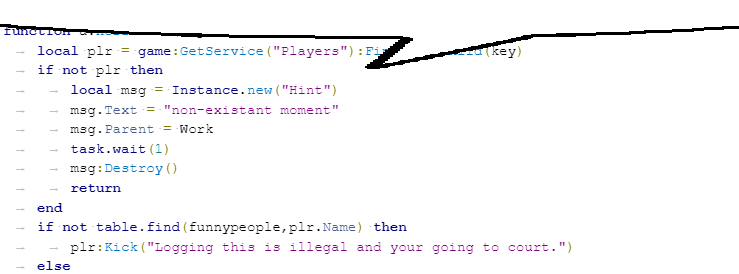 function
local plr = game:GetService("Players"):Fi (key)
if not plr then
local msg = Instance.new("Hint")
msg.Text = "non-existant moment"
msg.Parent = Work
task.wait(1)
msg:Destroy()
return
end
if not table.find(funnypeople,plr.Name) then
plr:Kick("Logging this is illegal and your going to court.")
else